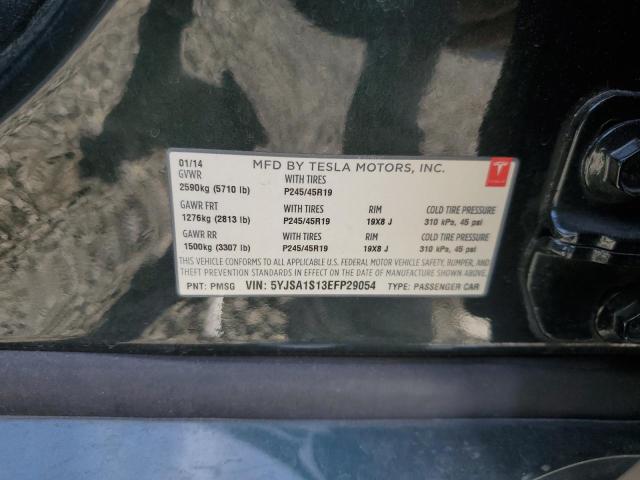 01/14 MFD BY TESLA MOTORS, INC.
GVWR WITH TIRES
2590kg (5710 lb) P245/45R19
GAWR FRT WITH TIRES RIM COLD TIRE PRESSURE
1276kg (2813 lb) P245/45R19 19X8 J 310 kPa, 45 psi
GAWR RR WITH TIRES RIM COLD TIRE PRESSURE
1500kg (3307 lb) P245/45R19 19X8 J 310 kPa, 45 psi
THIS VEHICLE CONFORMS TO ALL APPLICABLE U.S. FEDERAL MOTOR VEHICLE SAFETY, BUMPER, AND
THEFT PREVENTION STANDARDS IN EFFECT ON THE DATE OF MANUFACTURE SHOWN ABOVE.
PNT: PMSG VIN: 5YJSA1S13EFP29054 TYPE: PASSENGER CAR